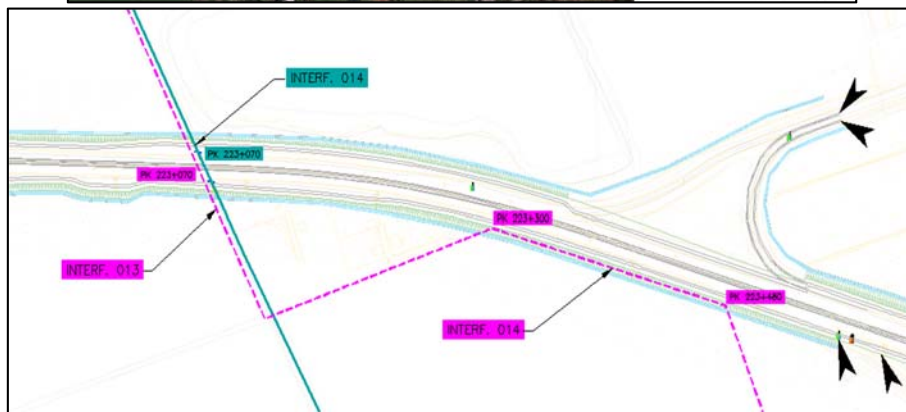 INTERF. 014
PK 223+070
PK 223+070
PK 223+300
INTERF. 013
PK 223+480
INTERF. 014